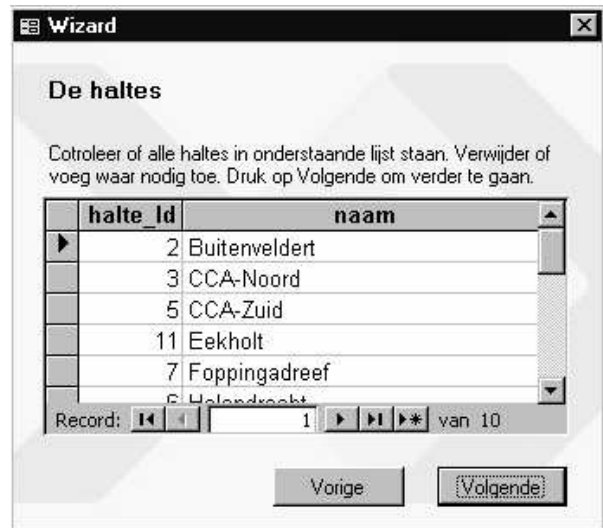 Wizard
De haltes
Cotroleer of alle haltes in onderstaande lijst staan. Verwijder of
voeg waar nodig toe. Druk op Volgende om verder te gaan.
halte_Id naam
2 Buitenveldert
3 CCA-Noord
5 CCA-Zuid
11 Eekholt
7 Foppingadreef
Record: 1 van 10
Vorige Volgende